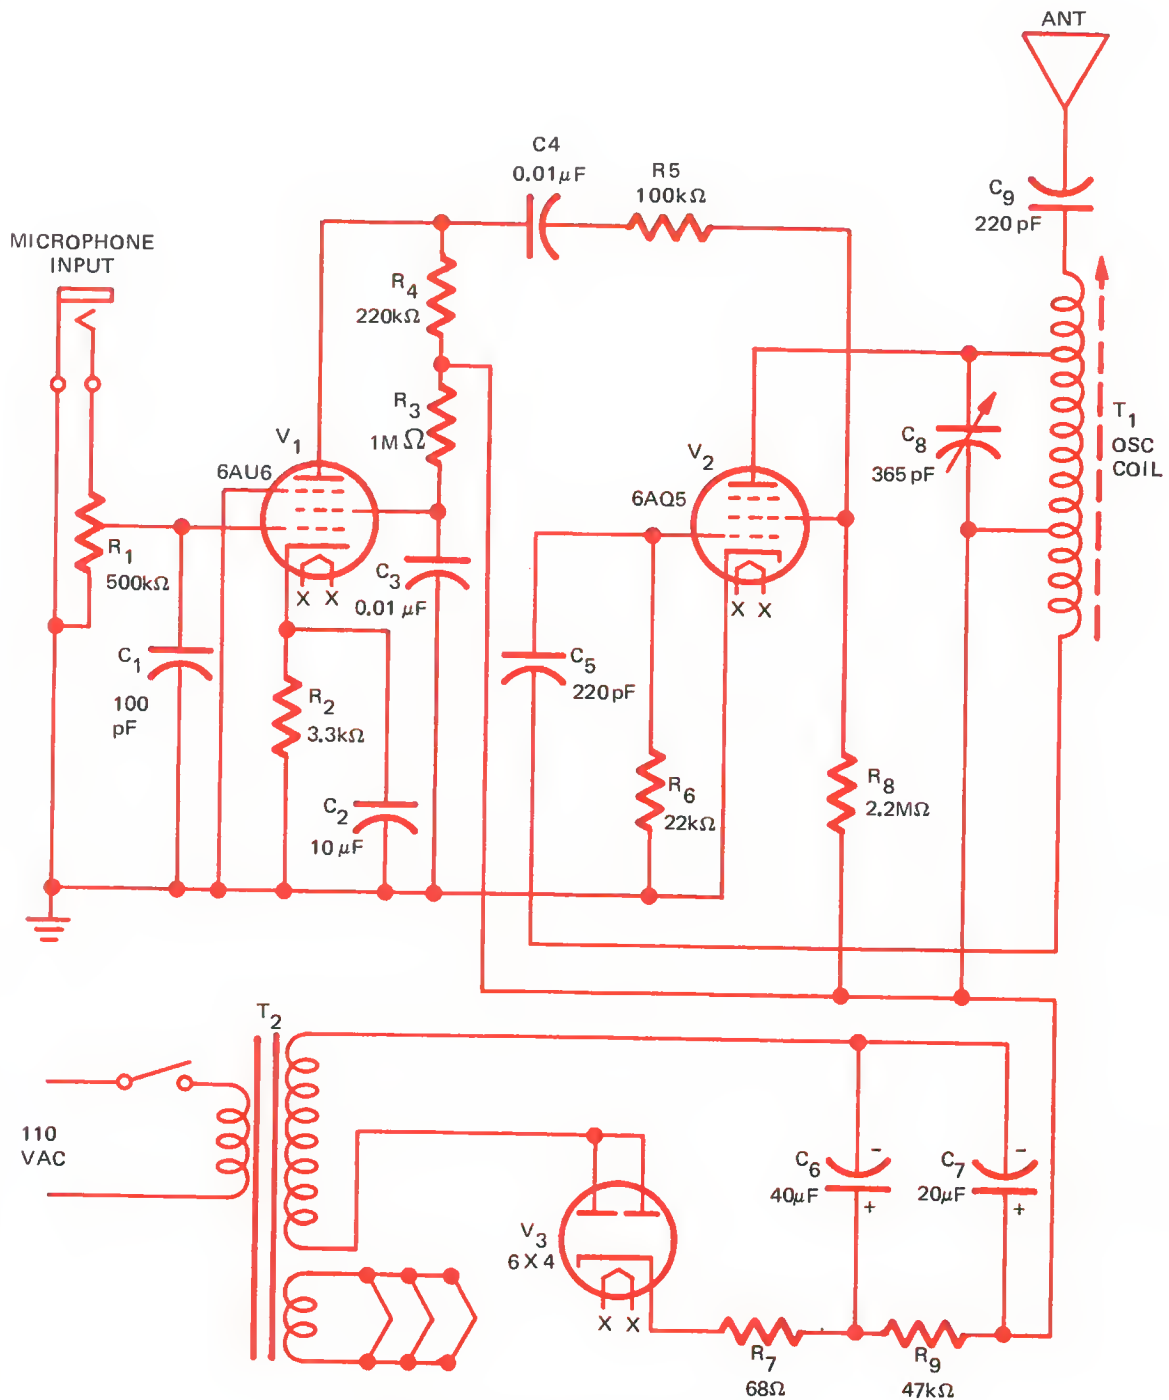 ANT
C4
0.01μF
R5
100kΩ
C9
220 pF
MICROPHONE
INPUT
R4
220kΩ
R3
1MΩ
V1
6AU6
V2
6AQ5
C8
365 pF
T1
OSC
COIL
R1
500kΩ
C3
0.01 μF
X X
X X
C1
100
pF
R2
3.3kΩ
C5
220 pF
C2
10 μF
R6
22kΩ
R8
2.2MΩ
T2
110
VAC
C6
40μF
-
+
C7
20μF
-
+
V3
6 X 4
X X
R7
68Ω
R9
47kΩ